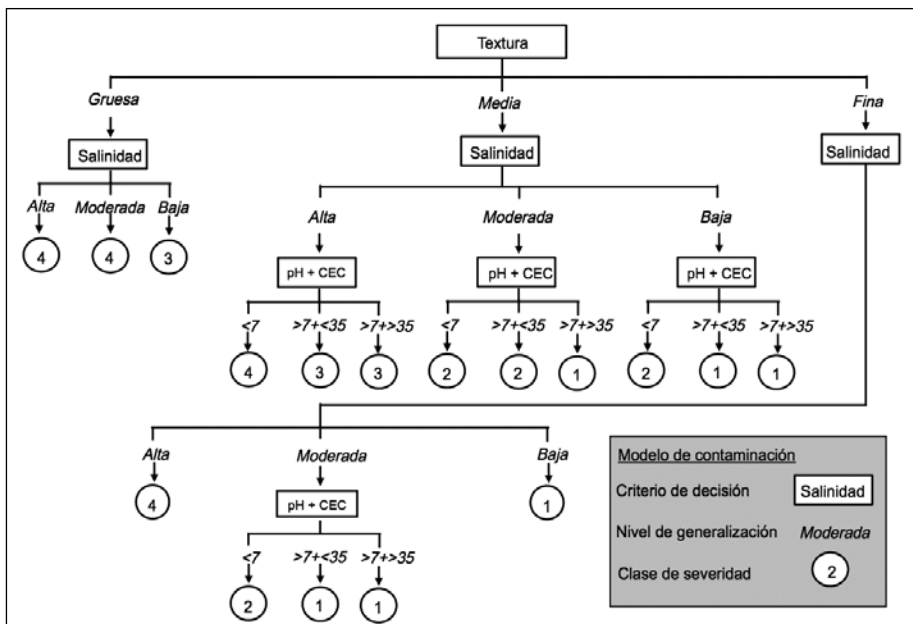 Textura
Gruesa Media Fina
Salinidad Salinidad Salinidad
Alta Moderada Baja
4 4 3
Alta Moderada Baja
pH + CEC pH + CEC pH + CEC
<7 >7+<35 >7+>35 <7 >7+<35 >7+>35 <7 >7+<35 >7+>35
4 3 3 2 2 1 2 1 1
Alta Moderada Baja
4 1
pH + CEC
<7 >7+<35 >7+>35
2 1 1
Modelo de contaminación
Criterio de decisión Salinidad
Nivel de generalización Moderada
Clase de severidad 2